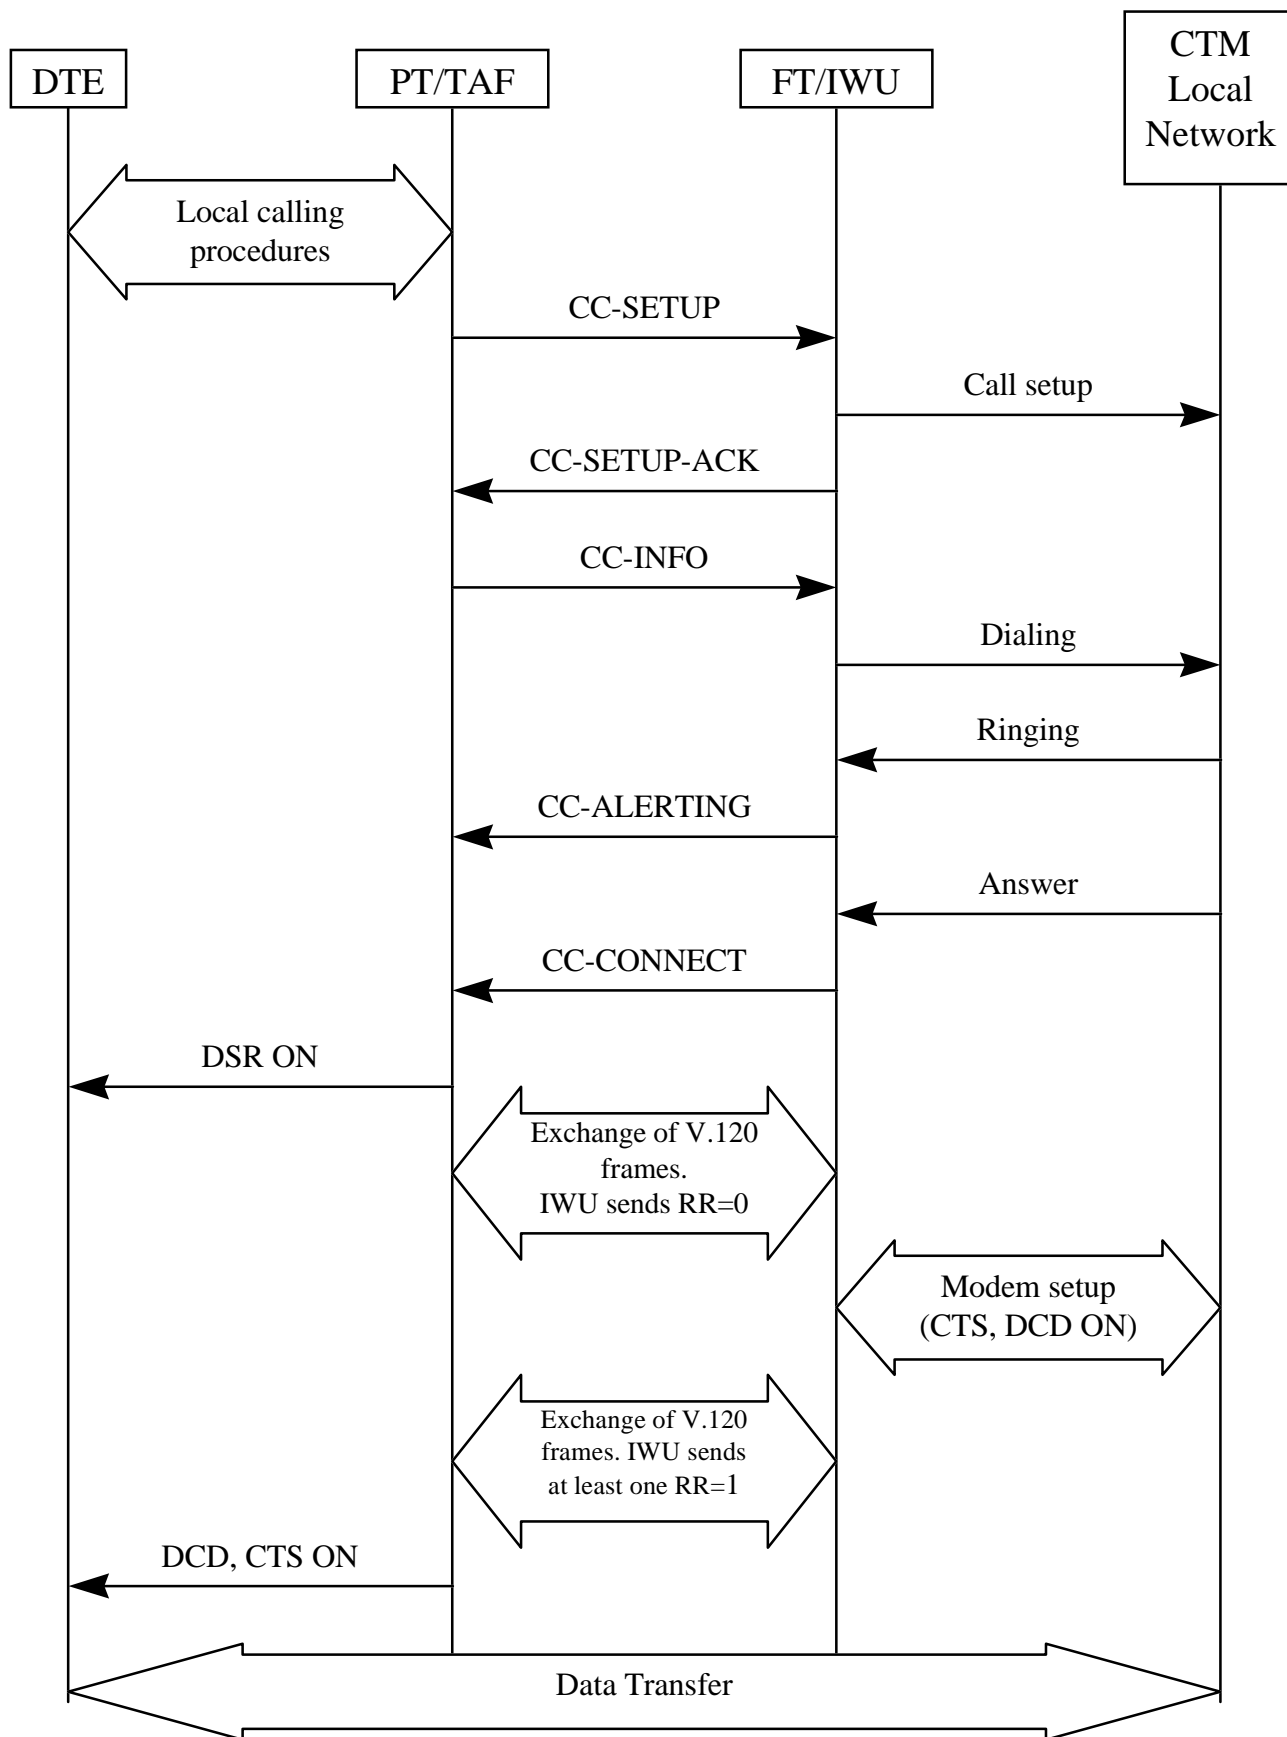 DTE
PT/TAF
FT/IWU
CTM
Local
Network
Local calling
procedures
CC-SETUP
Call setup
CC-SETUP-ACK
CC-INFO
Dialing
Ringing
CC-ALERTING
Answer
CC-CONNECT
DSR ON
Exchange of V.120
frames.
IWU sends RR=0
Modem setup
(CTS, DCD ON)
Exchange of V.120
frames. IWU sends
at least one RR=1
DCD, CTS ON
Data Transfer